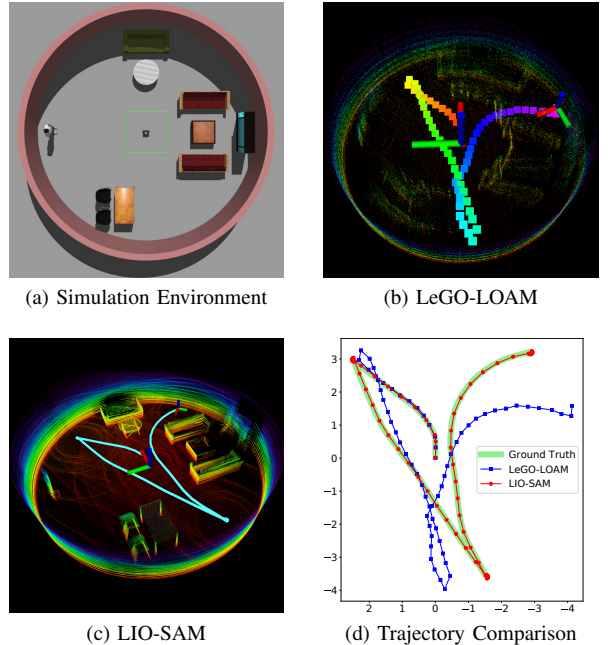 (a) Simulation Environment
(b) LeGO-LOAM
(c) LIO-SAM
3
2
1
0
−1
−2
−3
−4
2 1 0 −1 −2 −3 −4
Ground Truth
LeGO-LOAM
LIO-SAM
(d) Trajectory Comparison